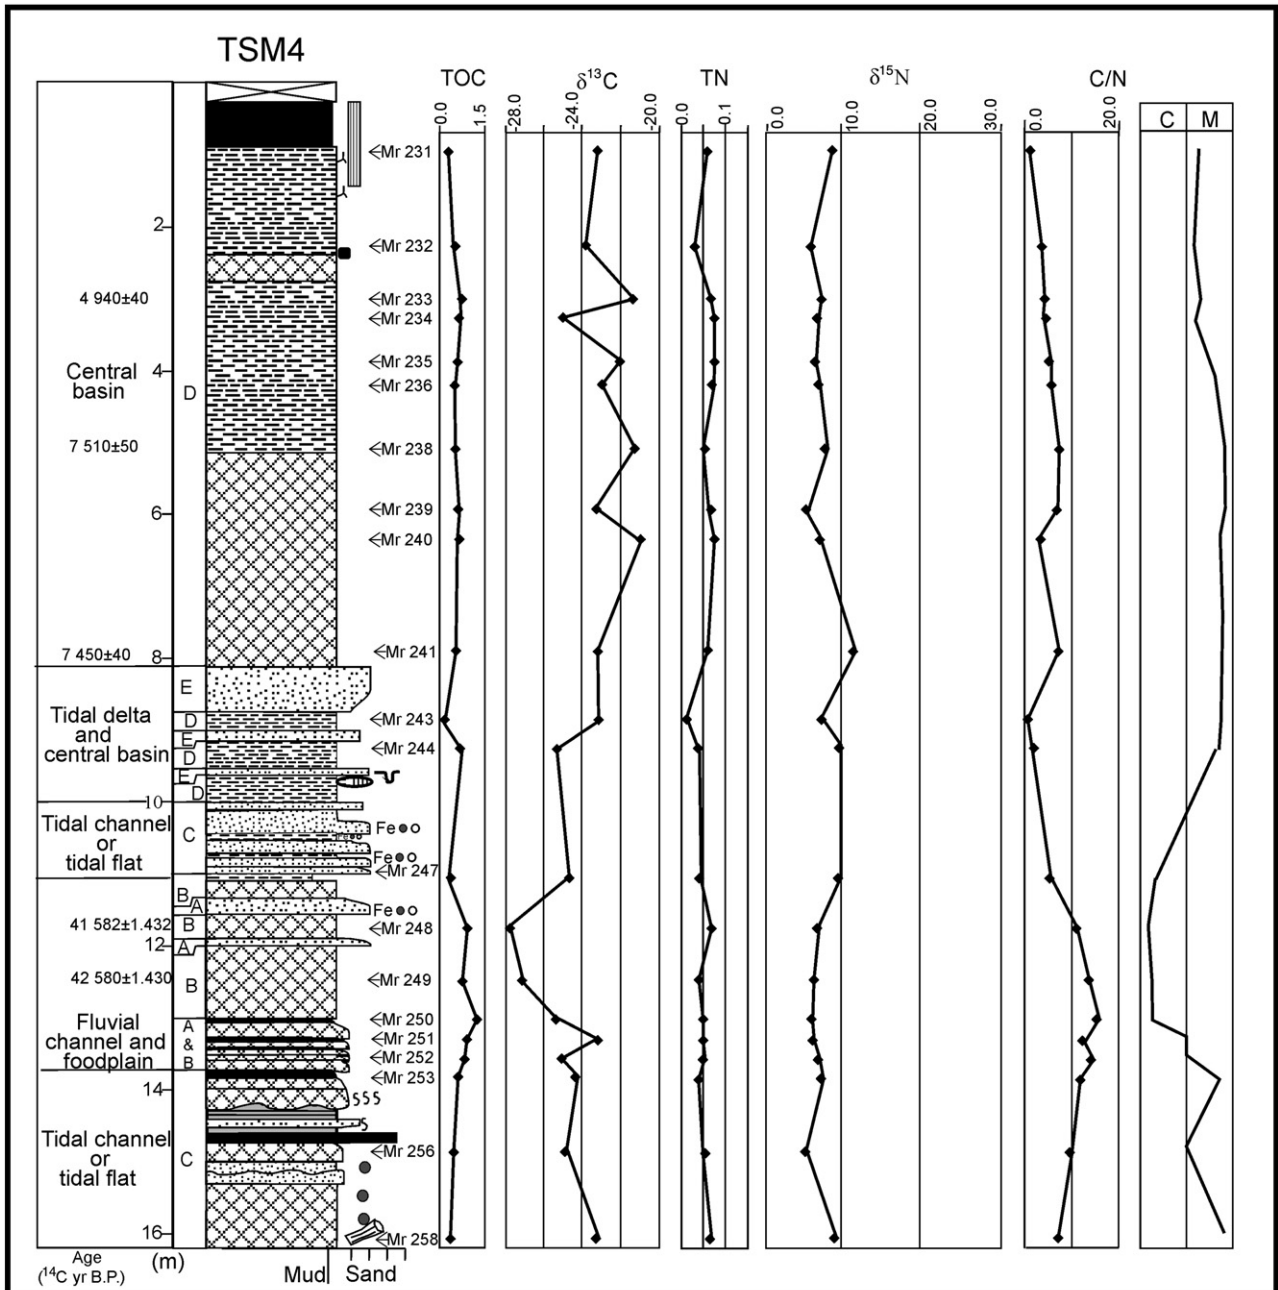 TSM4
TOC δ13C TN δ15N C/N
0.0 1.5 -28.0 -24.0 -20.0 0.0 0.1 0.0 10.0 20.0 30.0 0.0 20.0
C M
Mr 231
2
Mr 232
4 940±40
Mr 233
Mr 234
Mr 235
Central
basin
4
D
Mr 236
7 510±50
Mr 238
6
Mr 239
Mr 240
7 450±40
8
Mr 241
E
Tidal delta
and
central basin
D
Mr 243
E
D
Mr 244
E
D
10
Tidal channel
or
tidal flat
C
Fe
Fe
Mr 247
B
A
Fe
41 582±1.432
B
Mr 248
12
A
42 580±1.430
B
Mr 249
Fluvial
channel and
foodplain
A
&
B
Mr 250
Mr 251
Mr 252
Mr 253
14
sss
s
Tidal channel
or
tidal flat
C
Mr 256
16
Mr 258
Age
(14C yr B.P.)
(m)
Mud Sand